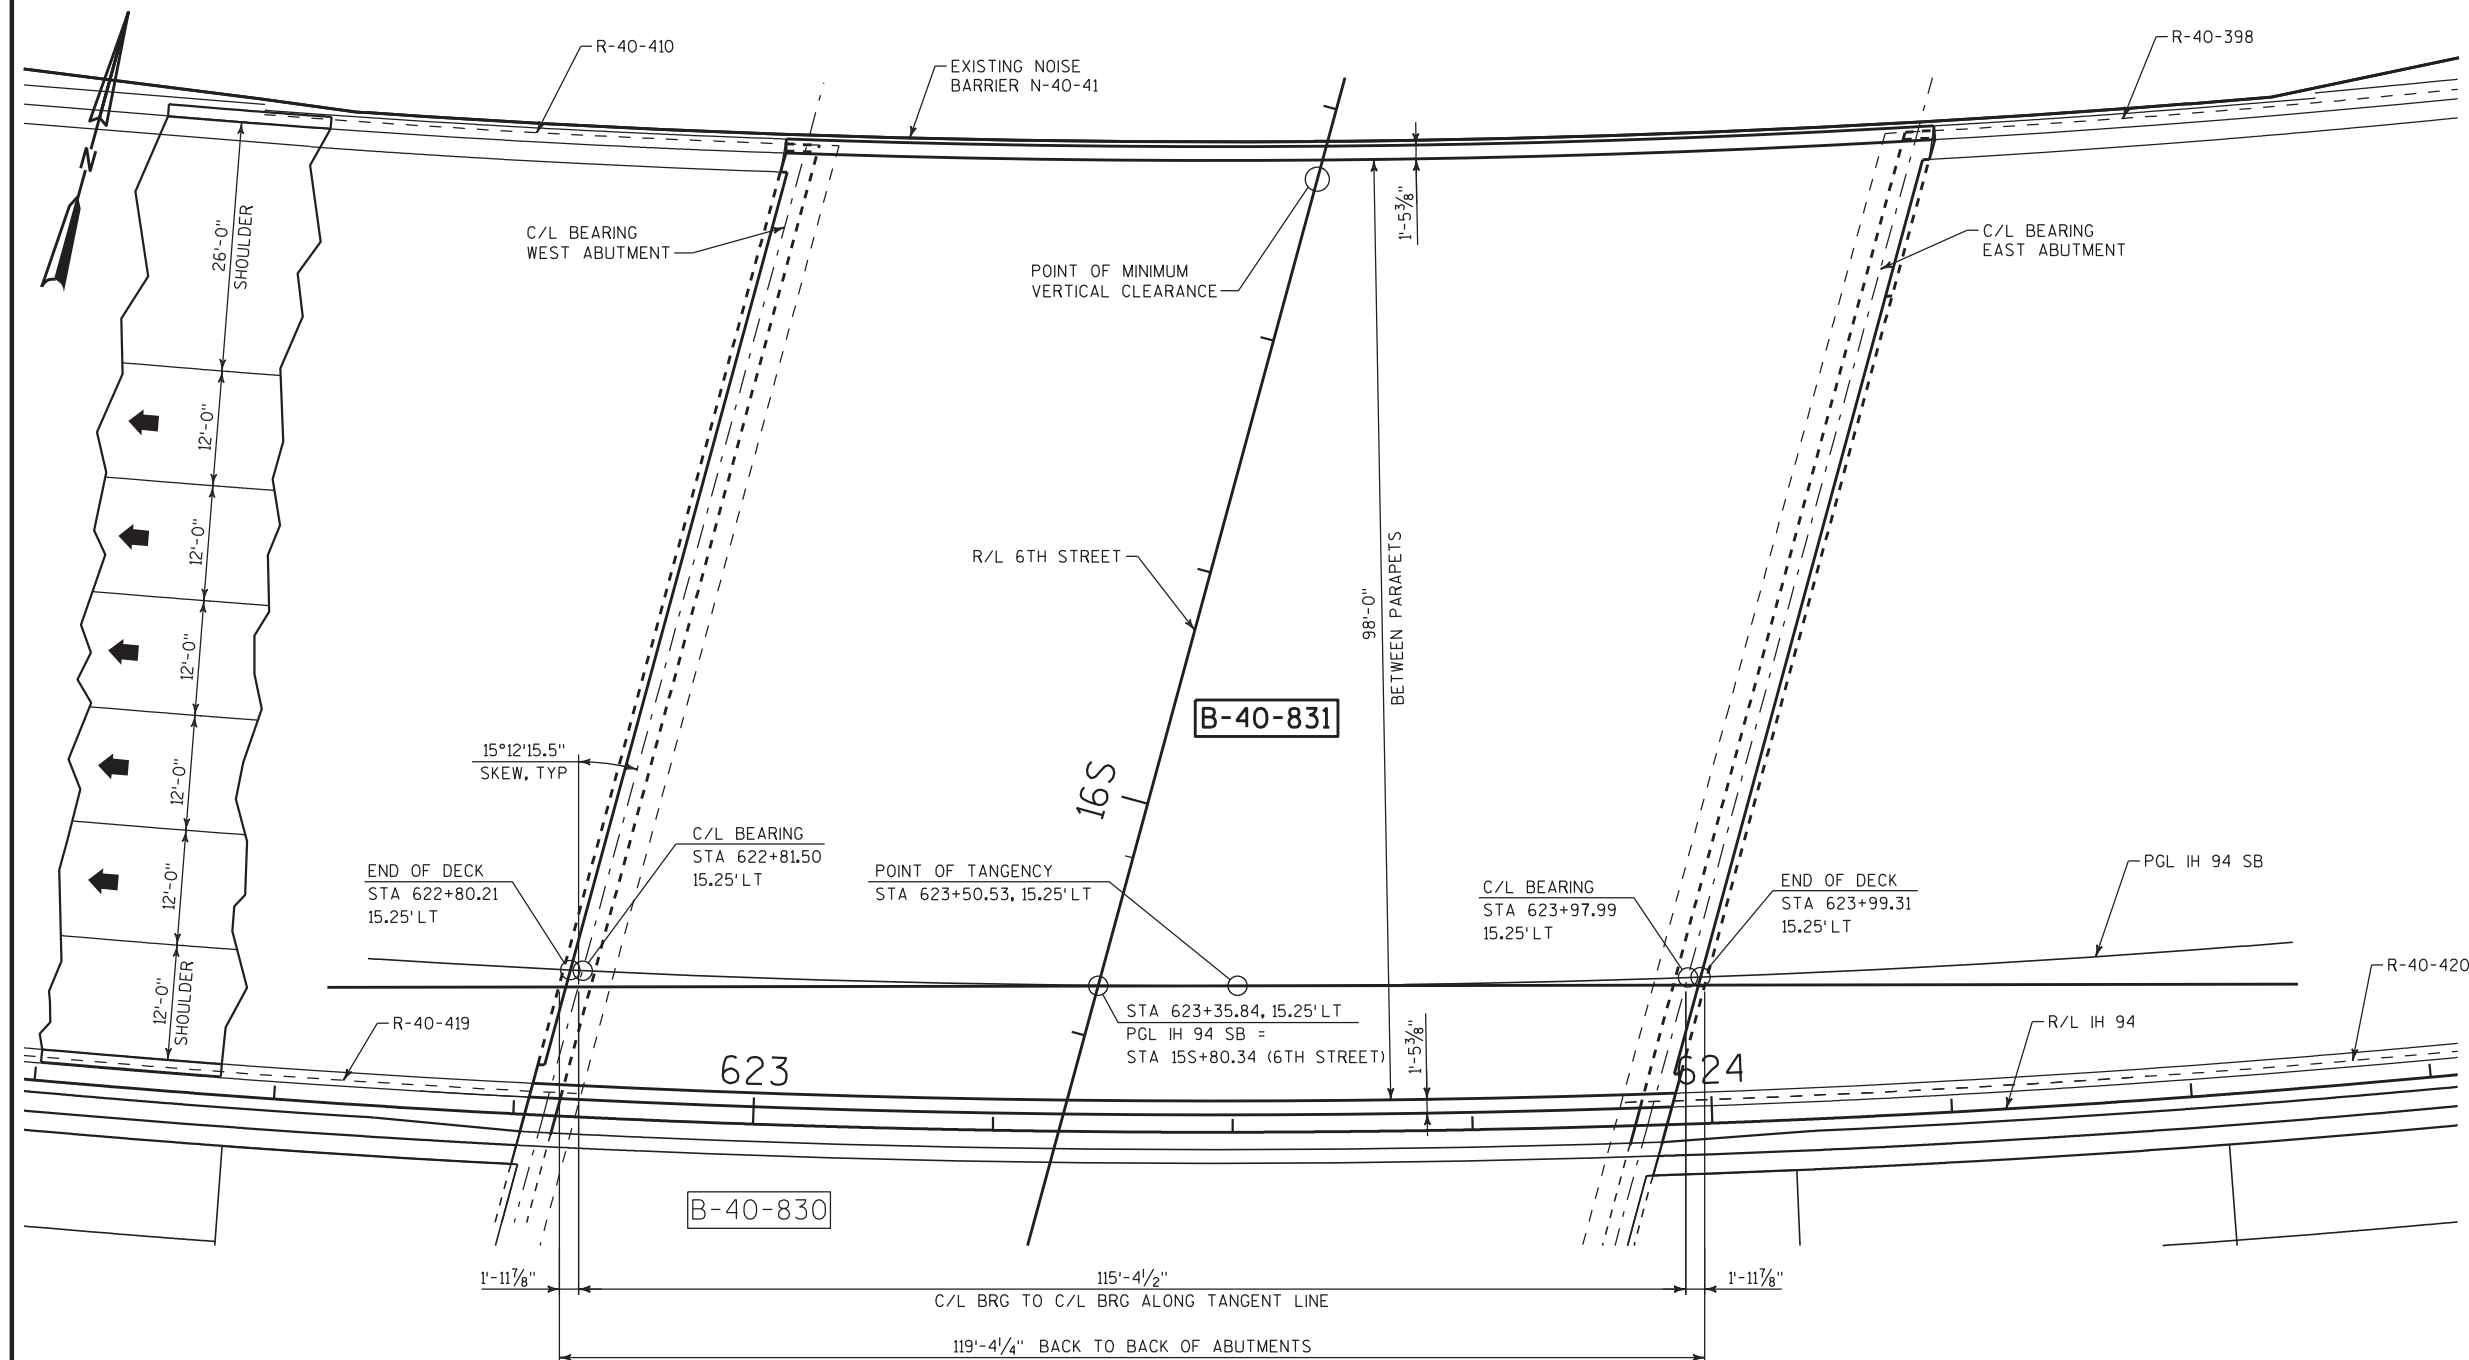 R-40-410
EXISTING NOISE
BARRIER N-40-41
R-40-398
N
26'-0"
SHOULDER
C/L BEARING
WEST ABUTMENT
POINT OF MINIMUM
VERTICAL CLEARANCE
1'-5⅜"
C/L BEARING
EAST ABUTMENT
12'-0"
12'-0"
12'-0"
12'-0"
12'-0"
12'-0"
SHOULDER
R/L 6TH STREET
98'-0"
BETWEEN PARAPETS
B-40-831
15°12'15.5"
SKEW, TYP
16S
END OF DECK
STA 622+80.21
15.25' LT
C/L BEARING
STA 622+81.50
15.25' LT
POINT OF TANGENCY
STA 623+50.53, 15.25' LT
C/L BEARING
STA 623+97.99
15.25' LT
END OF DECK
STA 623+99.31
15.25' LT
PGL IH 94 SB
R-40-420
R-40-419
STA 623+35.84, 15.25' LT
PGL IH 94 SB =
STA 15S+80.34 (6TH STREET)
1'-5⅜"
R/L IH 94
623
624
B-40-830
1'-11⅞"
115'-4½"
1'-11⅞"
C/L BRG TO C/L BRG ALONG TANGENT LINE
119'-4¼" BACK TO BACK OF ABUTMENTS